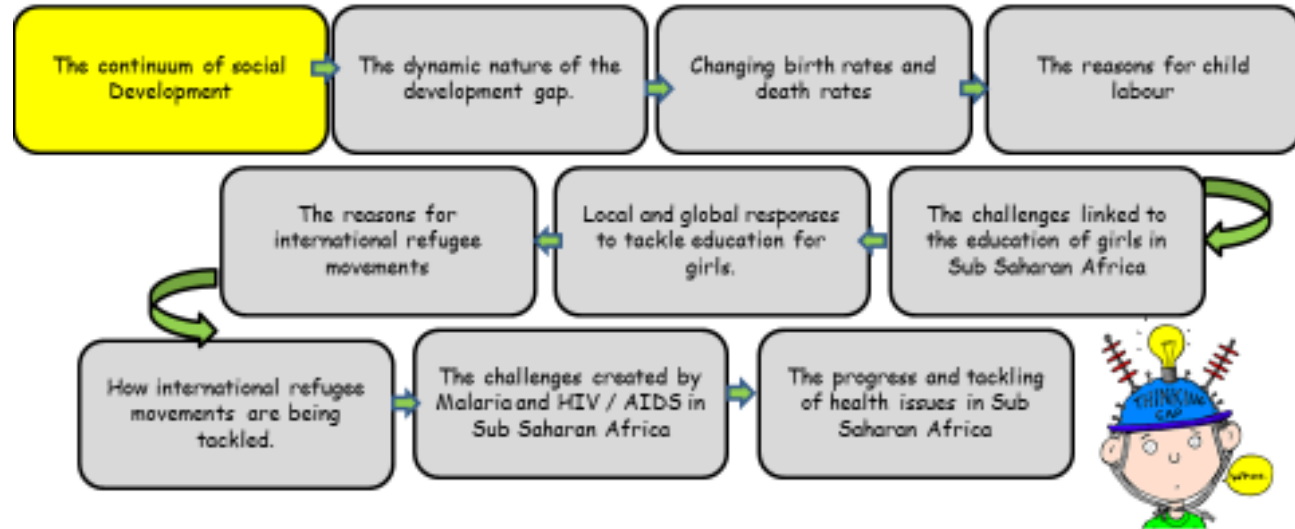 The continuum of social
Development
The dynamic nature of the
development gap.
Changing birth rates and
death rates
The reasons for child
labour
The challenges linked to
the education of girls in
Sub Saharan Africa
Local and global responses
to tackle education for
girls.
The reasons for
international refugee
movements
How international refugee
movements are being
tackled.
The challenges created by
Malaria and HIV / AIDS in
Sub Saharan Africa
The progress and tackling
of health issues in Sub
Saharan Africa
THINKING
CAP